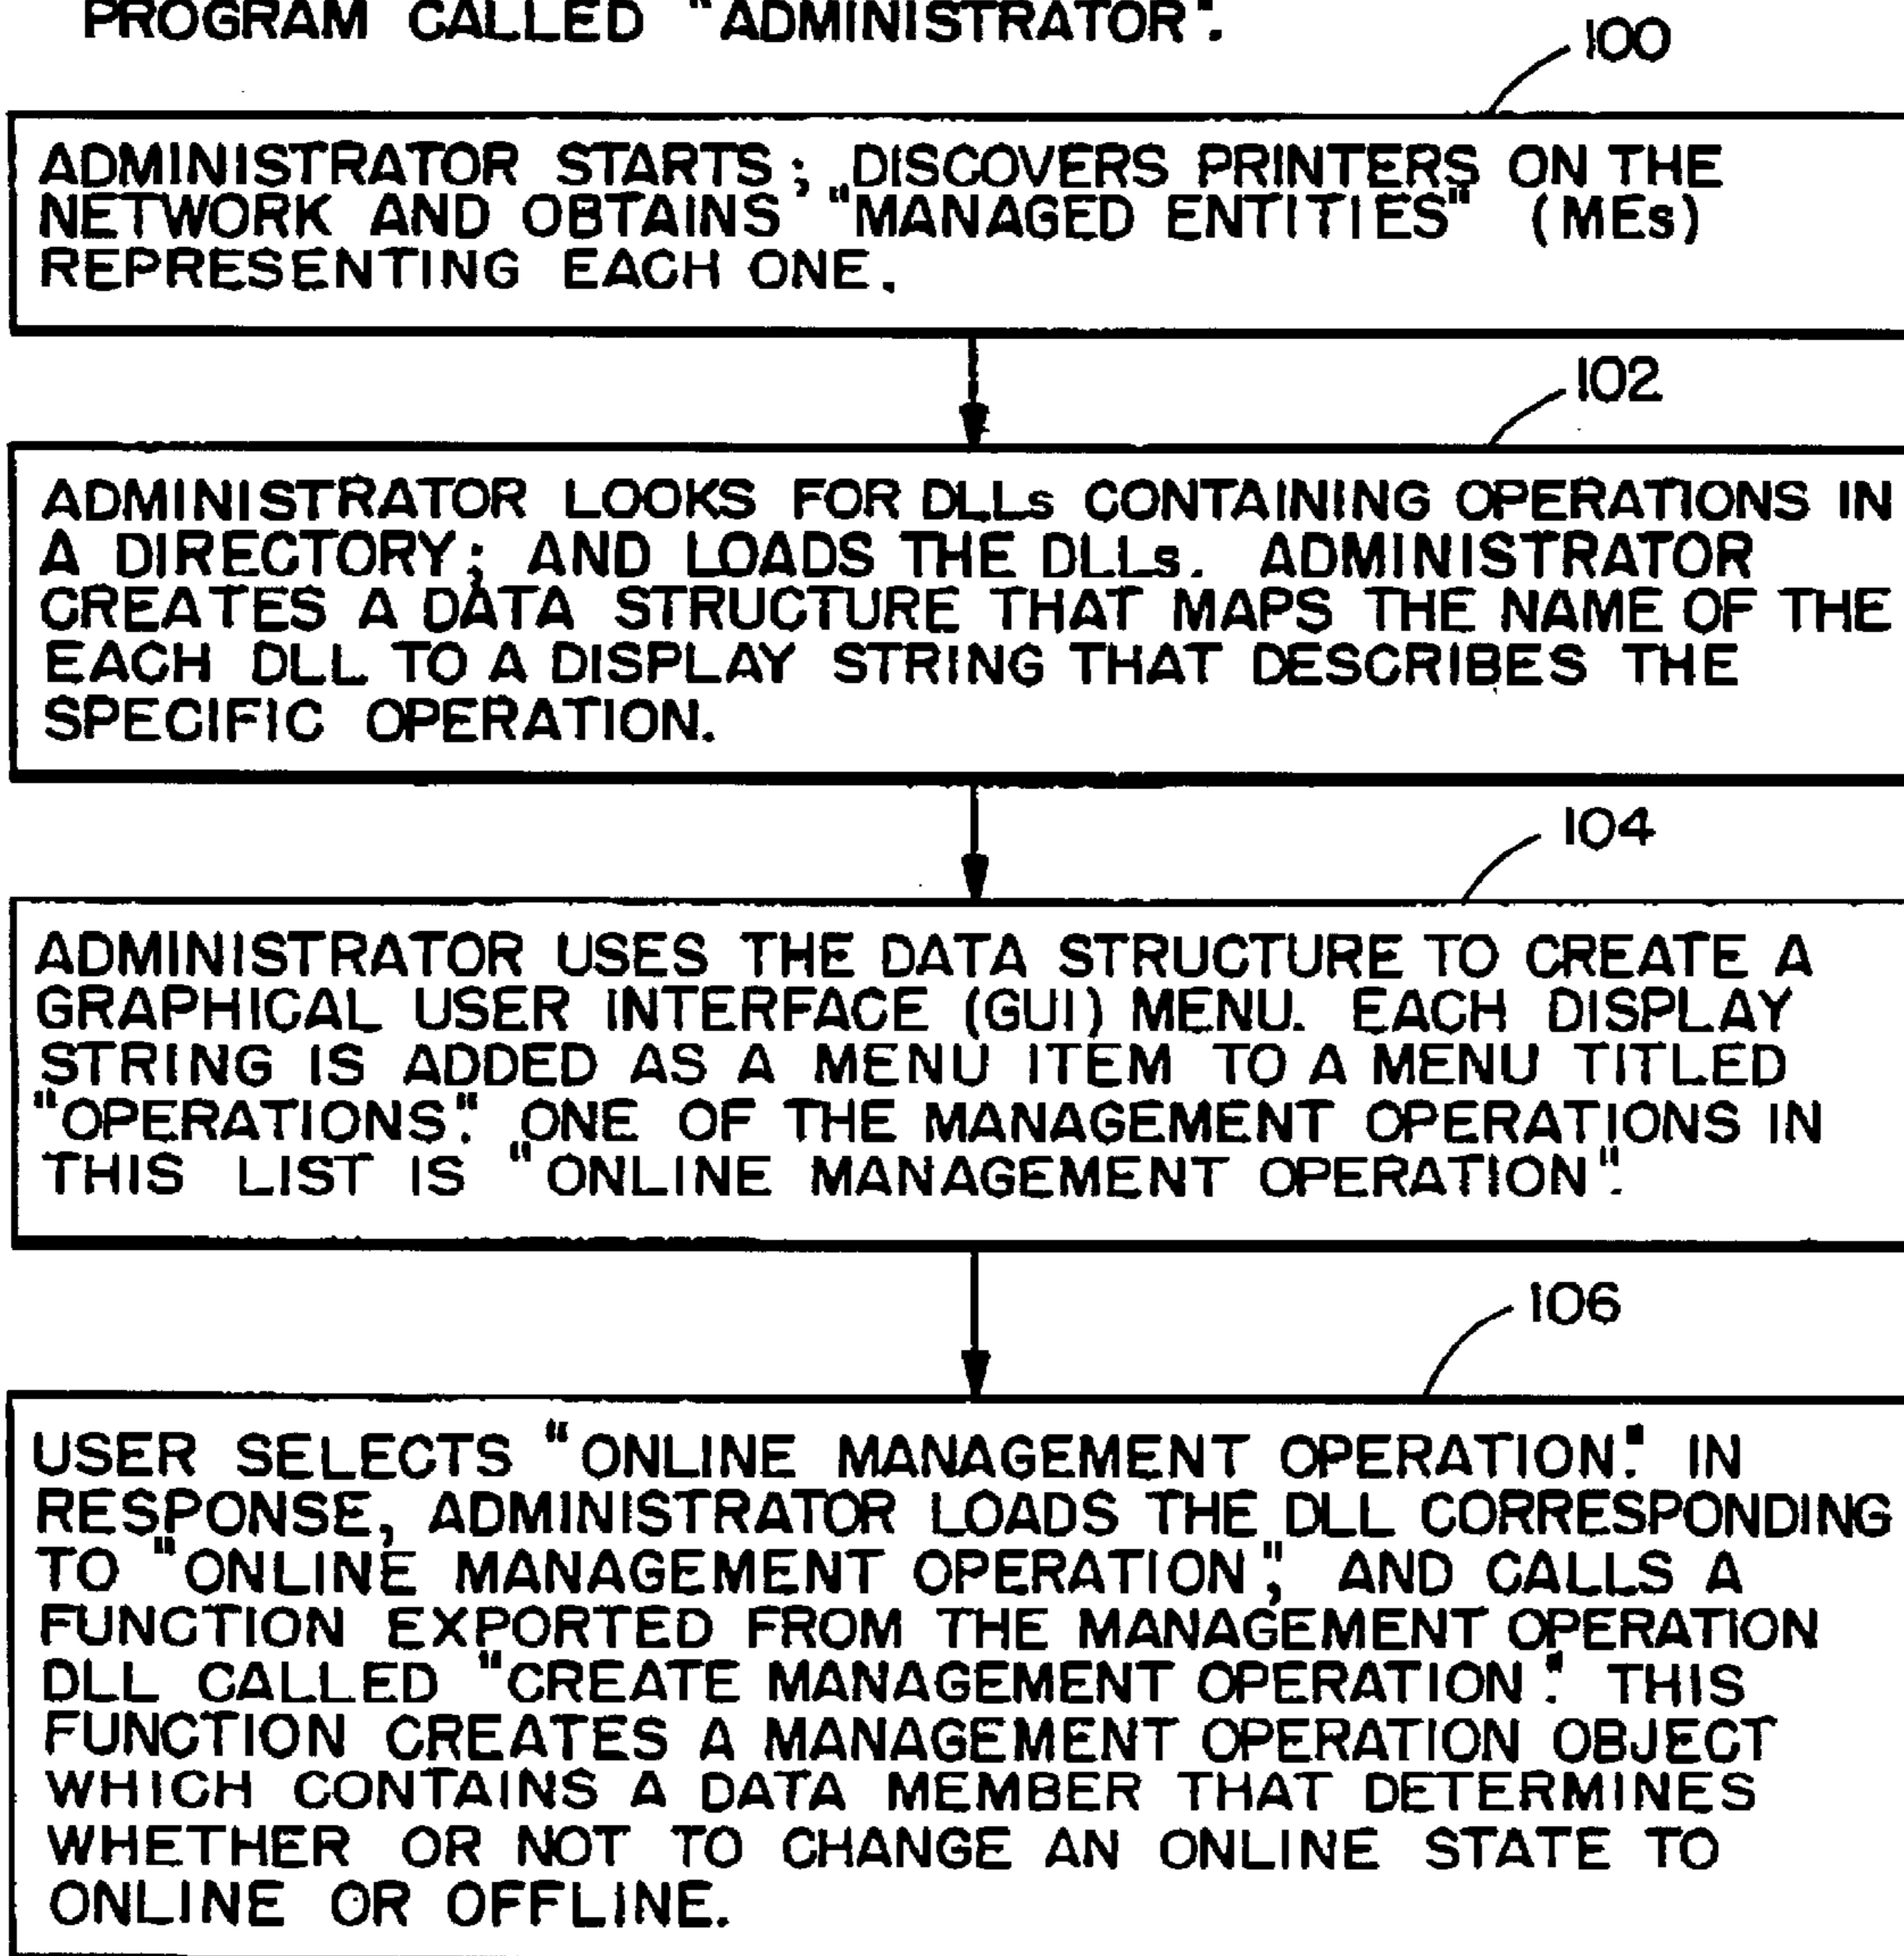 PROGRAM CALLED "ADMINISTRATOR".
100
ADMINISTRATOR STARTS; DISCOVERS PRINTERS ON THE
NETWORK AND OBTAINS "MANAGED ENTITIES" (MEs)
REPRESENTING EACH ONE.
102
ADMINISTRATOR LOOKS FOR DLLs CONTAINING OPERATIONS IN
A DIRECTORY; AND LOADS THE DLLs. ADMINISTRATOR
CREATES A DATA STRUCTURE THAT MAPS THE NAME OF THE
EACH DLL TO A DISPLAY STRING THAT DESCRIBES THE
SPECIFIC OPERATION.
104
ADMINISTRATOR USES THE DATA STRUCTURE TO CREATE A
GRAPHICAL USER INTERFACE (GUI) MENU. EACH DISPLAY
STRING IS ADDED AS A MENU ITEM TO A MENU TITLED
"OPERATIONS". ONE OF THE MANAGEMENT OPERATIONS IN
THIS LIST IS "ONLINE MANAGEMENT OPERATION".
106
USER SELECTS "ONLINE MANAGEMENT OPERATION". IN
RESPONSE, ADMINISTRATOR LOADS THE DLL CORRESPONDING
TO "ONLINE MANAGEMENT OPERATION", AND CALLS A
FUNCTION EXPORTED FROM THE MANAGEMENT OPERATION
DLL CALLED "CREATE MANAGEMENT OPERATION". THIS
FUNCTION CREATES A MANAGEMENT OPERATION OBJECT
WHICH CONTAINS A DATA MEMBER THAT DETERMINES
WHETHER OR NOT TO CHANGE AN ONLINE STATE TO
ONLINE OR OFFLINE.